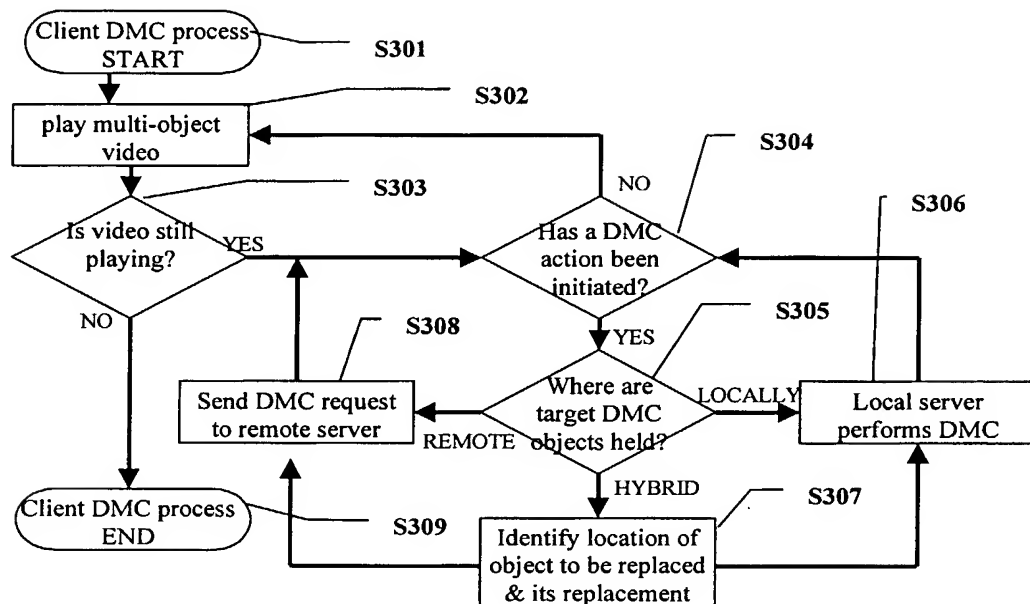 Client DMC process
START
S301
S302
play multi-object
video
S303
S304
NO
S306
Is video still
playing?
YES
Has a DMC
action been
initiated?
NO
S308
YES
S305
Send DMC request
to remote server
REMOTE
Where are
target DMC
objects held?
LOCALLY
Local server
performs DMC
HYBRID
S307
Client DMC process
END
S309
Identify location of
object to be replaced
& its replacement